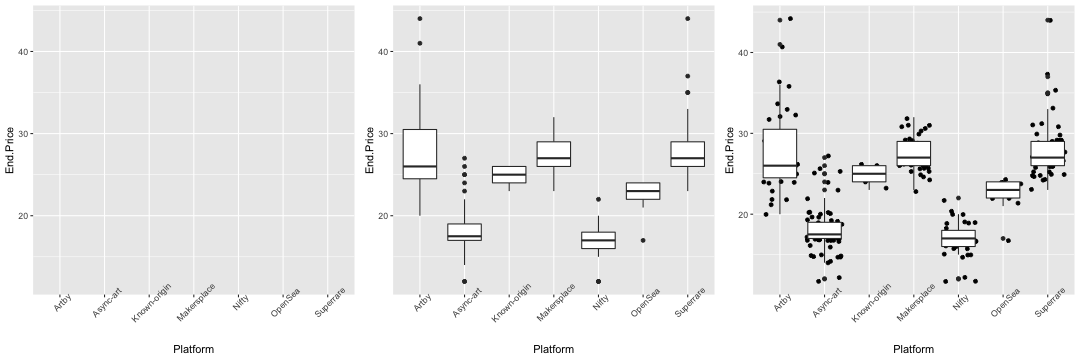 End.Price
40
30
20
Artby
Async-art
Known-origin
Makersplace
Nifty
OpenSea
Superrare
Platform
End.Price
40
30
20
Artby
Async-art
Known-origin
Makersplace
Nifty
OpenSea
Superrare
Platform
End.Price
40
30
20
Artby
Async-art
Known-origin
Makersplace
Nifty
OpenSea
Superrare
Platform